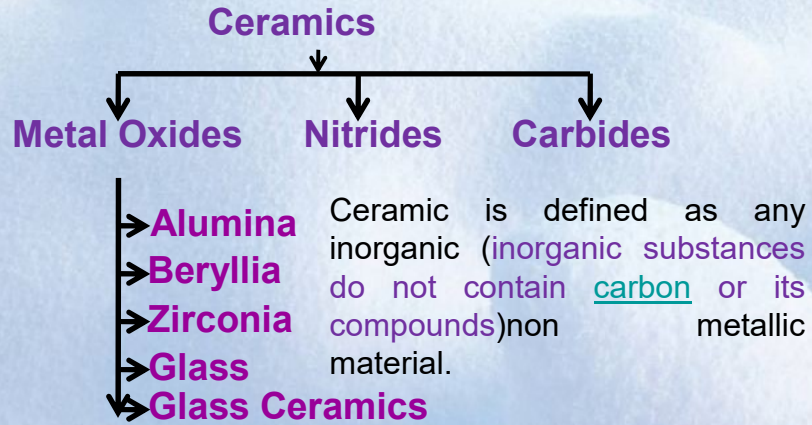 Ceramics
Metal Oxides Nitrides Carbides
Alumina
Beryllia
Zirconia
Glass
Glass Ceramics
Ceramic is defined as any
inorganic (inorganic substances
do not contain carbon or its
compounds)non metallic
material.